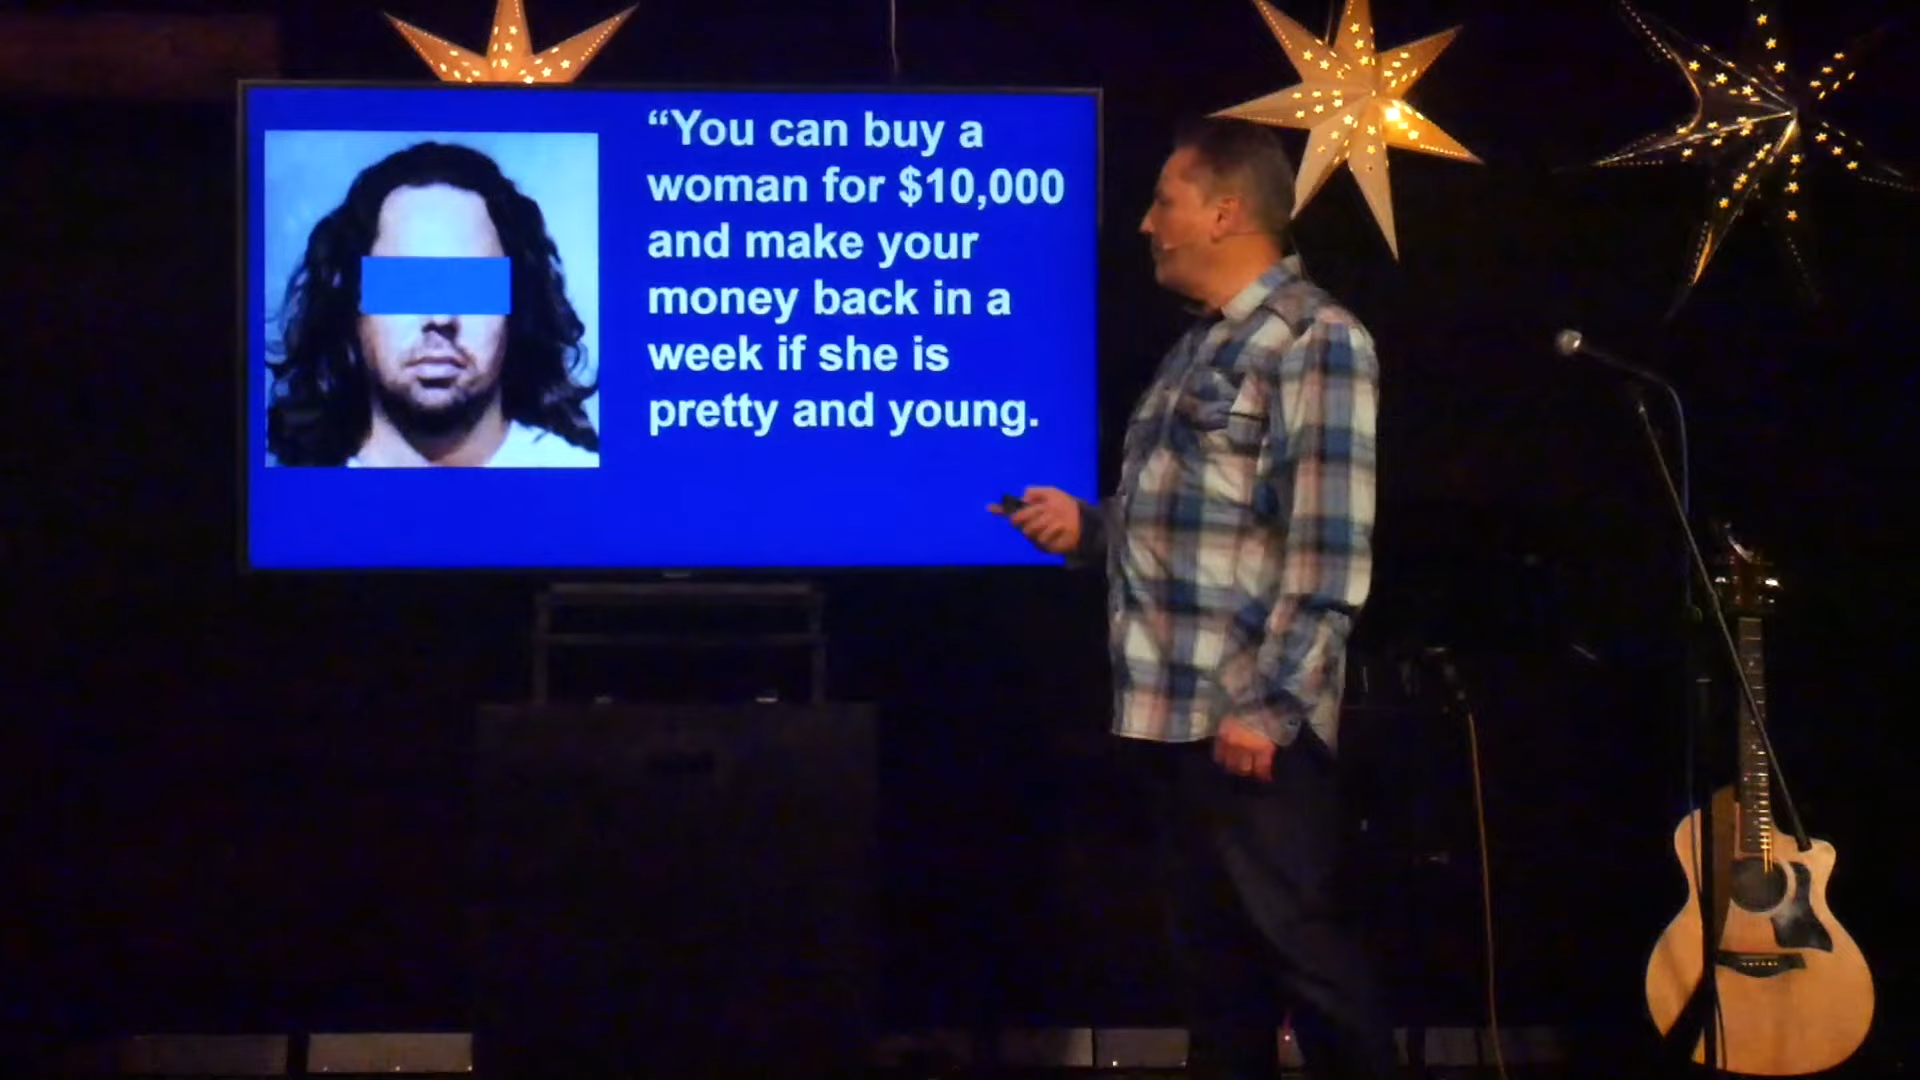 “You can buy a
woman for $10,000
and make your
money back in a
week if she is
pretty and young.